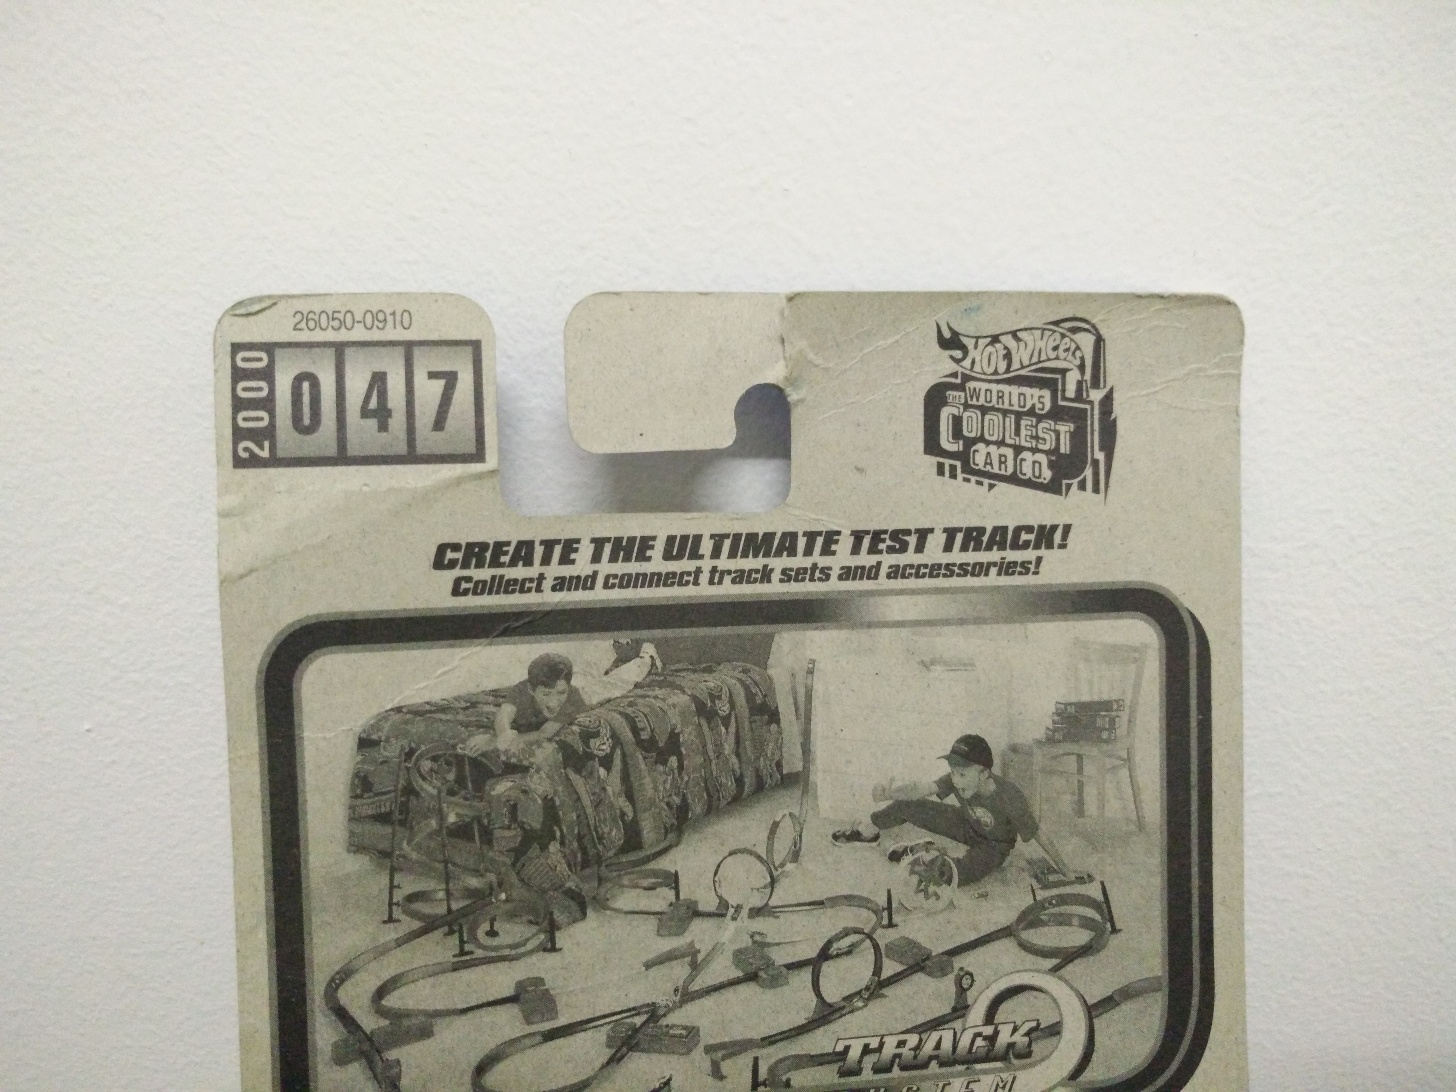 26050-0910
2000
047
HOT WHEELS
THE WORLD'S
COOLEST
CAR CO.™
CREATE THE ULTIMATE TEST TRACK!
Collect and connect track sets and accessories!
TRACK